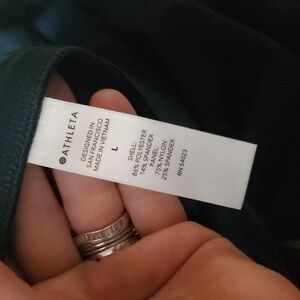 ATHLETA
DESIGNED IN
SAN FRANCISCO
MADE IN VIETNAM
L
SHELL:
86% POLYESTER
14% SPANDEX
PANEL:
75% NYLON
25% SPANDEX
RN 54023